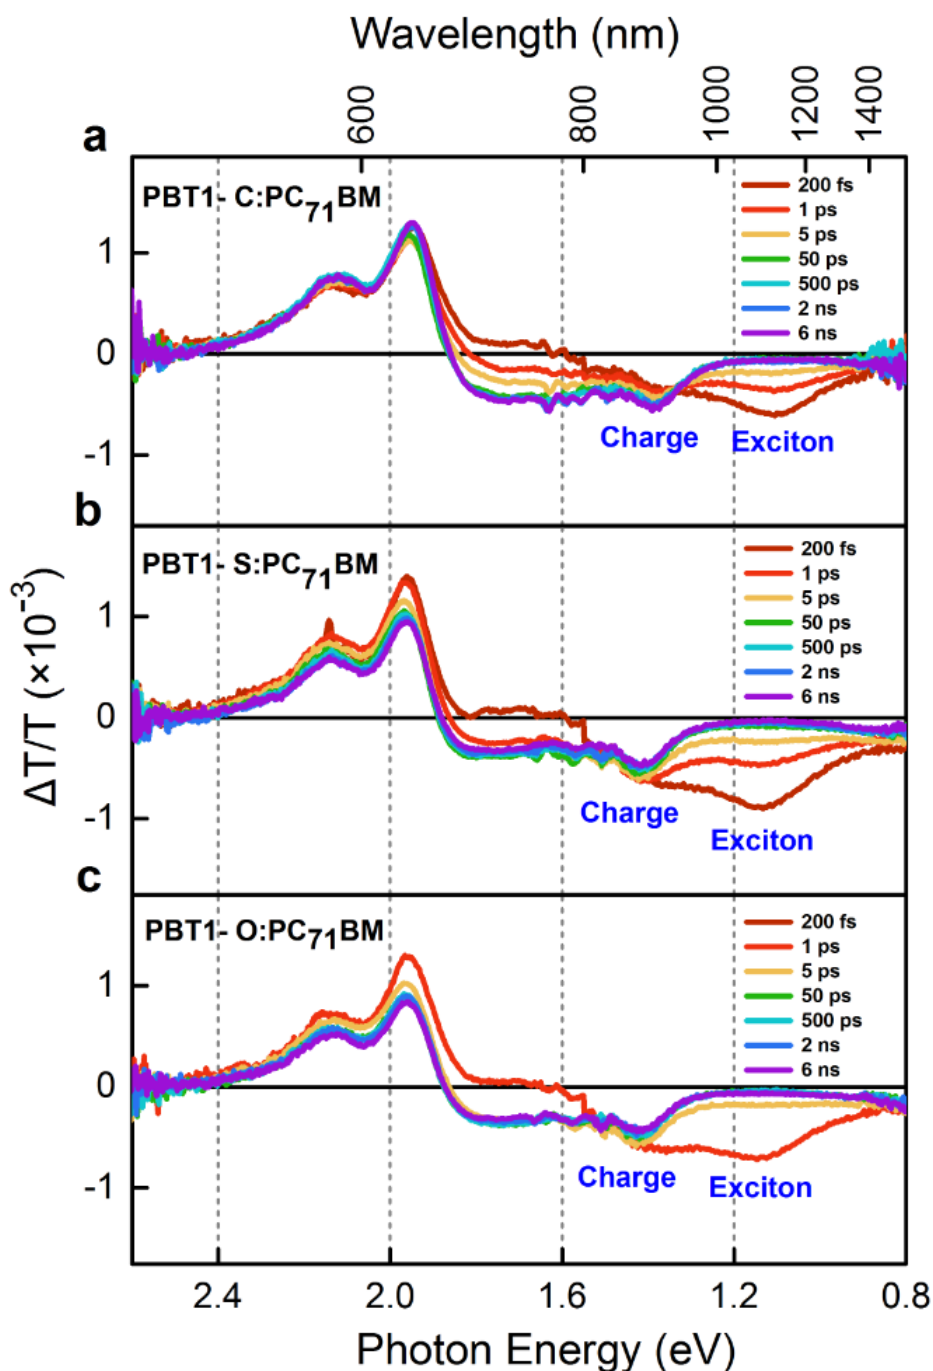 Wavelength (nm)
600 800 1000 1200 1400
a
PBT1- C:PC71BM
200 fs
1 ps
5 ps
50 ps
500 ps
2 ns
6 ns
1
0
-1
Charge Exciton
b
PBT1- S:PC71BM
200 fs
1 ps
5 ps
50 ps
500 ps
2 ns
6 ns
1
0
-1
Charge
Exciton
ΔT/T (×10⁻³)
c
PBT1- O:PC71BM
200 fs
1 ps
5 ps
50 ps
500 ps
2 ns
6 ns
1
0
-1
Charge Exciton
2.4 2.0 1.6 1.2 0.8
Photon Energy (eV)